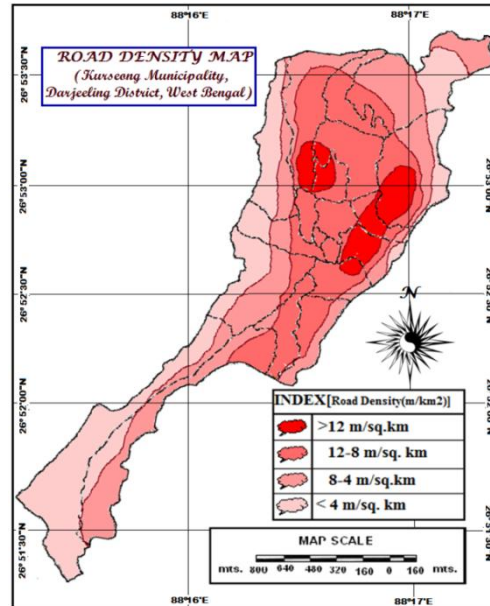 88°16'E
88°17'E
ROAD DENSITY MAP
(Kurseong Municipality,
Darjeeling District, West Bengal)
26°53'30"N
26°53'00"N
26°52'30"N
26°52'00"N
26°51'30"N
N
INDEX[Road Density(m/km2)]
>12 m/sq.km
12-8 m/sq. km
8-4 m/sq.km
< 4 m/sq. km
MAP SCALE
mts. 800 640 480 320 160 0 160 mts.
88°16'E
88°17'E